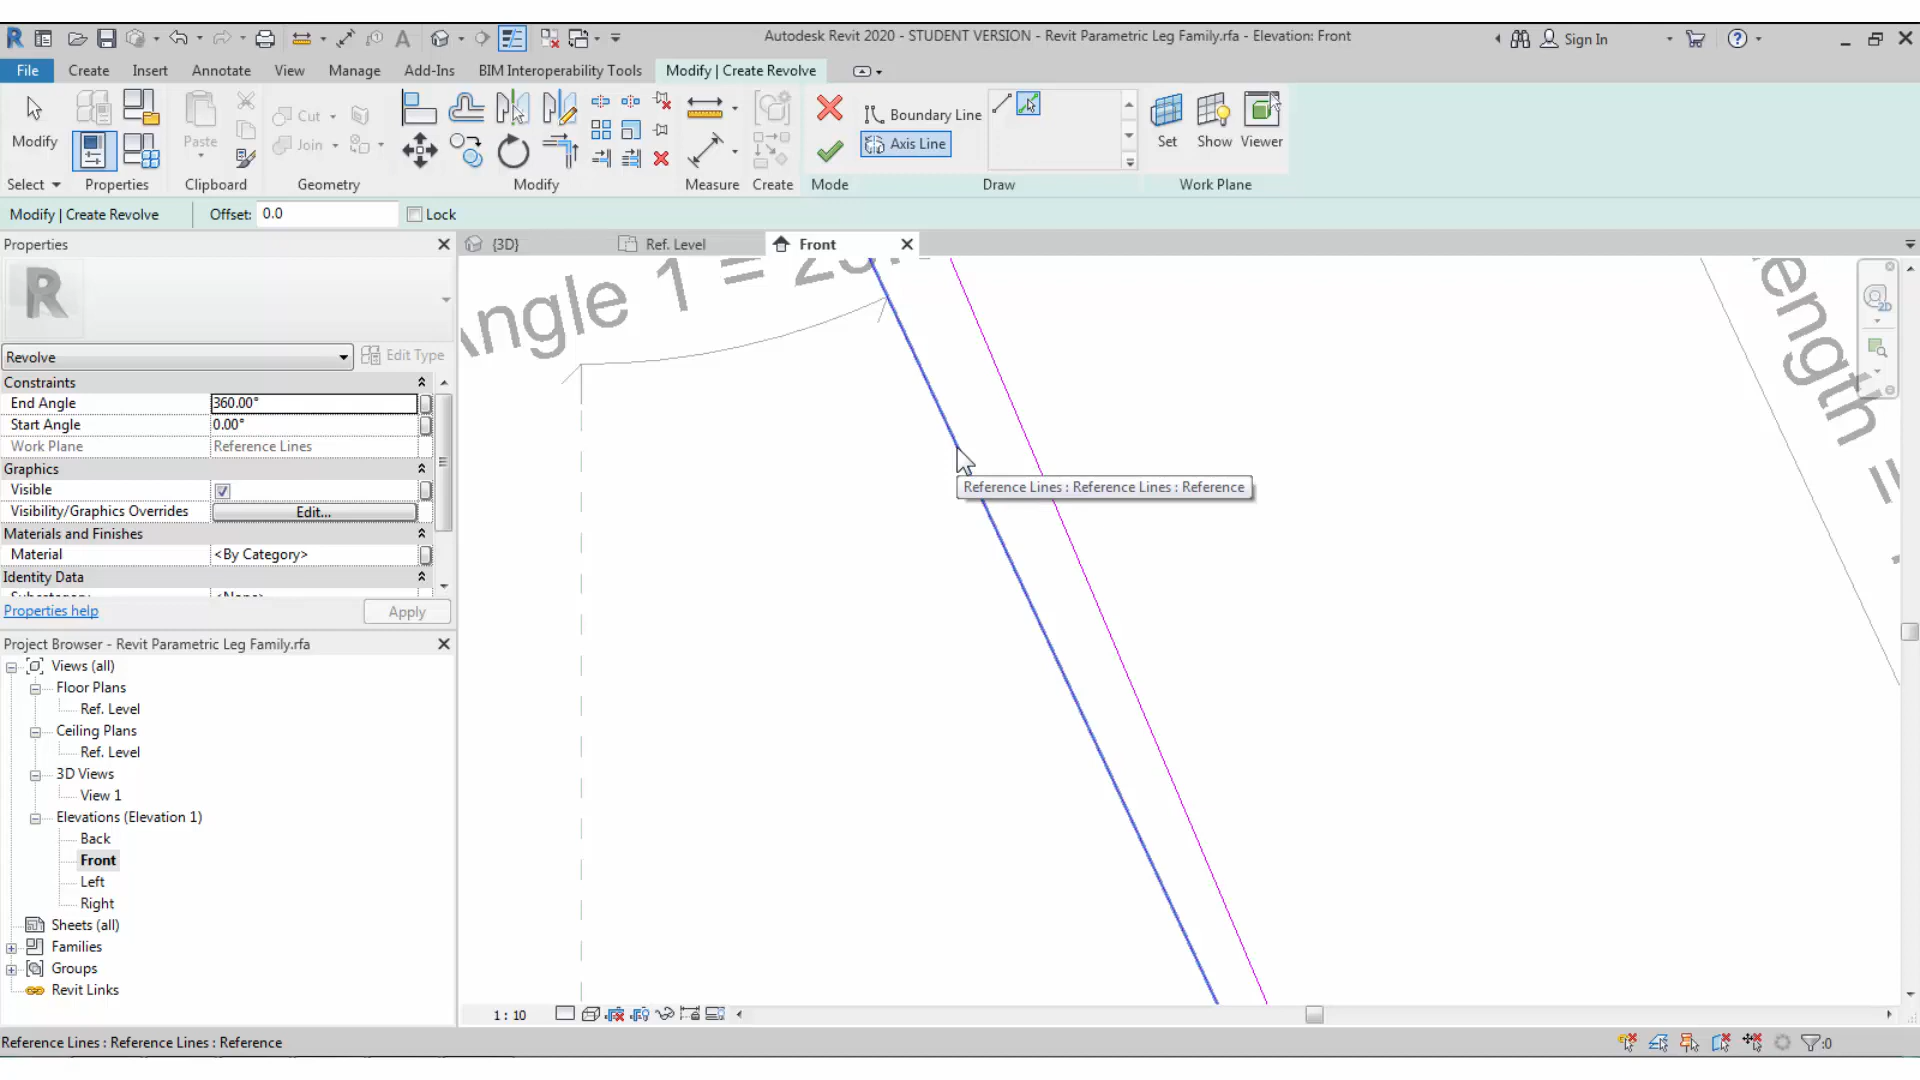 Autodesk Revit 2020 - STUDENT VERSION - Revit Parametric Leg Family.rfa - Elevation: Front
Sign In
File Create Insert Annotate View Manage Add-Ins BIM Interoperability Tools Modify | Create Revolve
Modify
Paste
Cut
Join
Boundary Line
Axis Line
Set Show Viewer
Select Properties Clipboard Geometry Modify Measure Create Mode Draw Work Plane
Modify | Create Revolve Offset: 0.0 Lock
Properties
{3D} Ref. Level Front
Revolve Edit Type
Constraints
End Angle 360.00°
Start Angle 0.00°
Work Plane Reference Lines
Graphics
Visible
Visibility/Graphics Overrides Edit...
Materials and Finishes
Material <By Category>
Identity Data
Subcategory <None>
Properties help Apply
Project Browser - Revit Parametric Leg Family.rfa
Views (all)
Floor Plans
Ref. Level
Ceiling Plans
Ref. Level
3D Views
View 1
Elevations (Elevation 1)
Back
Front
Left
Right
Sheets (all)
Families
Groups
Revit Links
Angle 1 =
ength =
Reference Lines : Reference Lines : Reference
1 : 10
Reference Lines : Reference Lines : Reference
:0